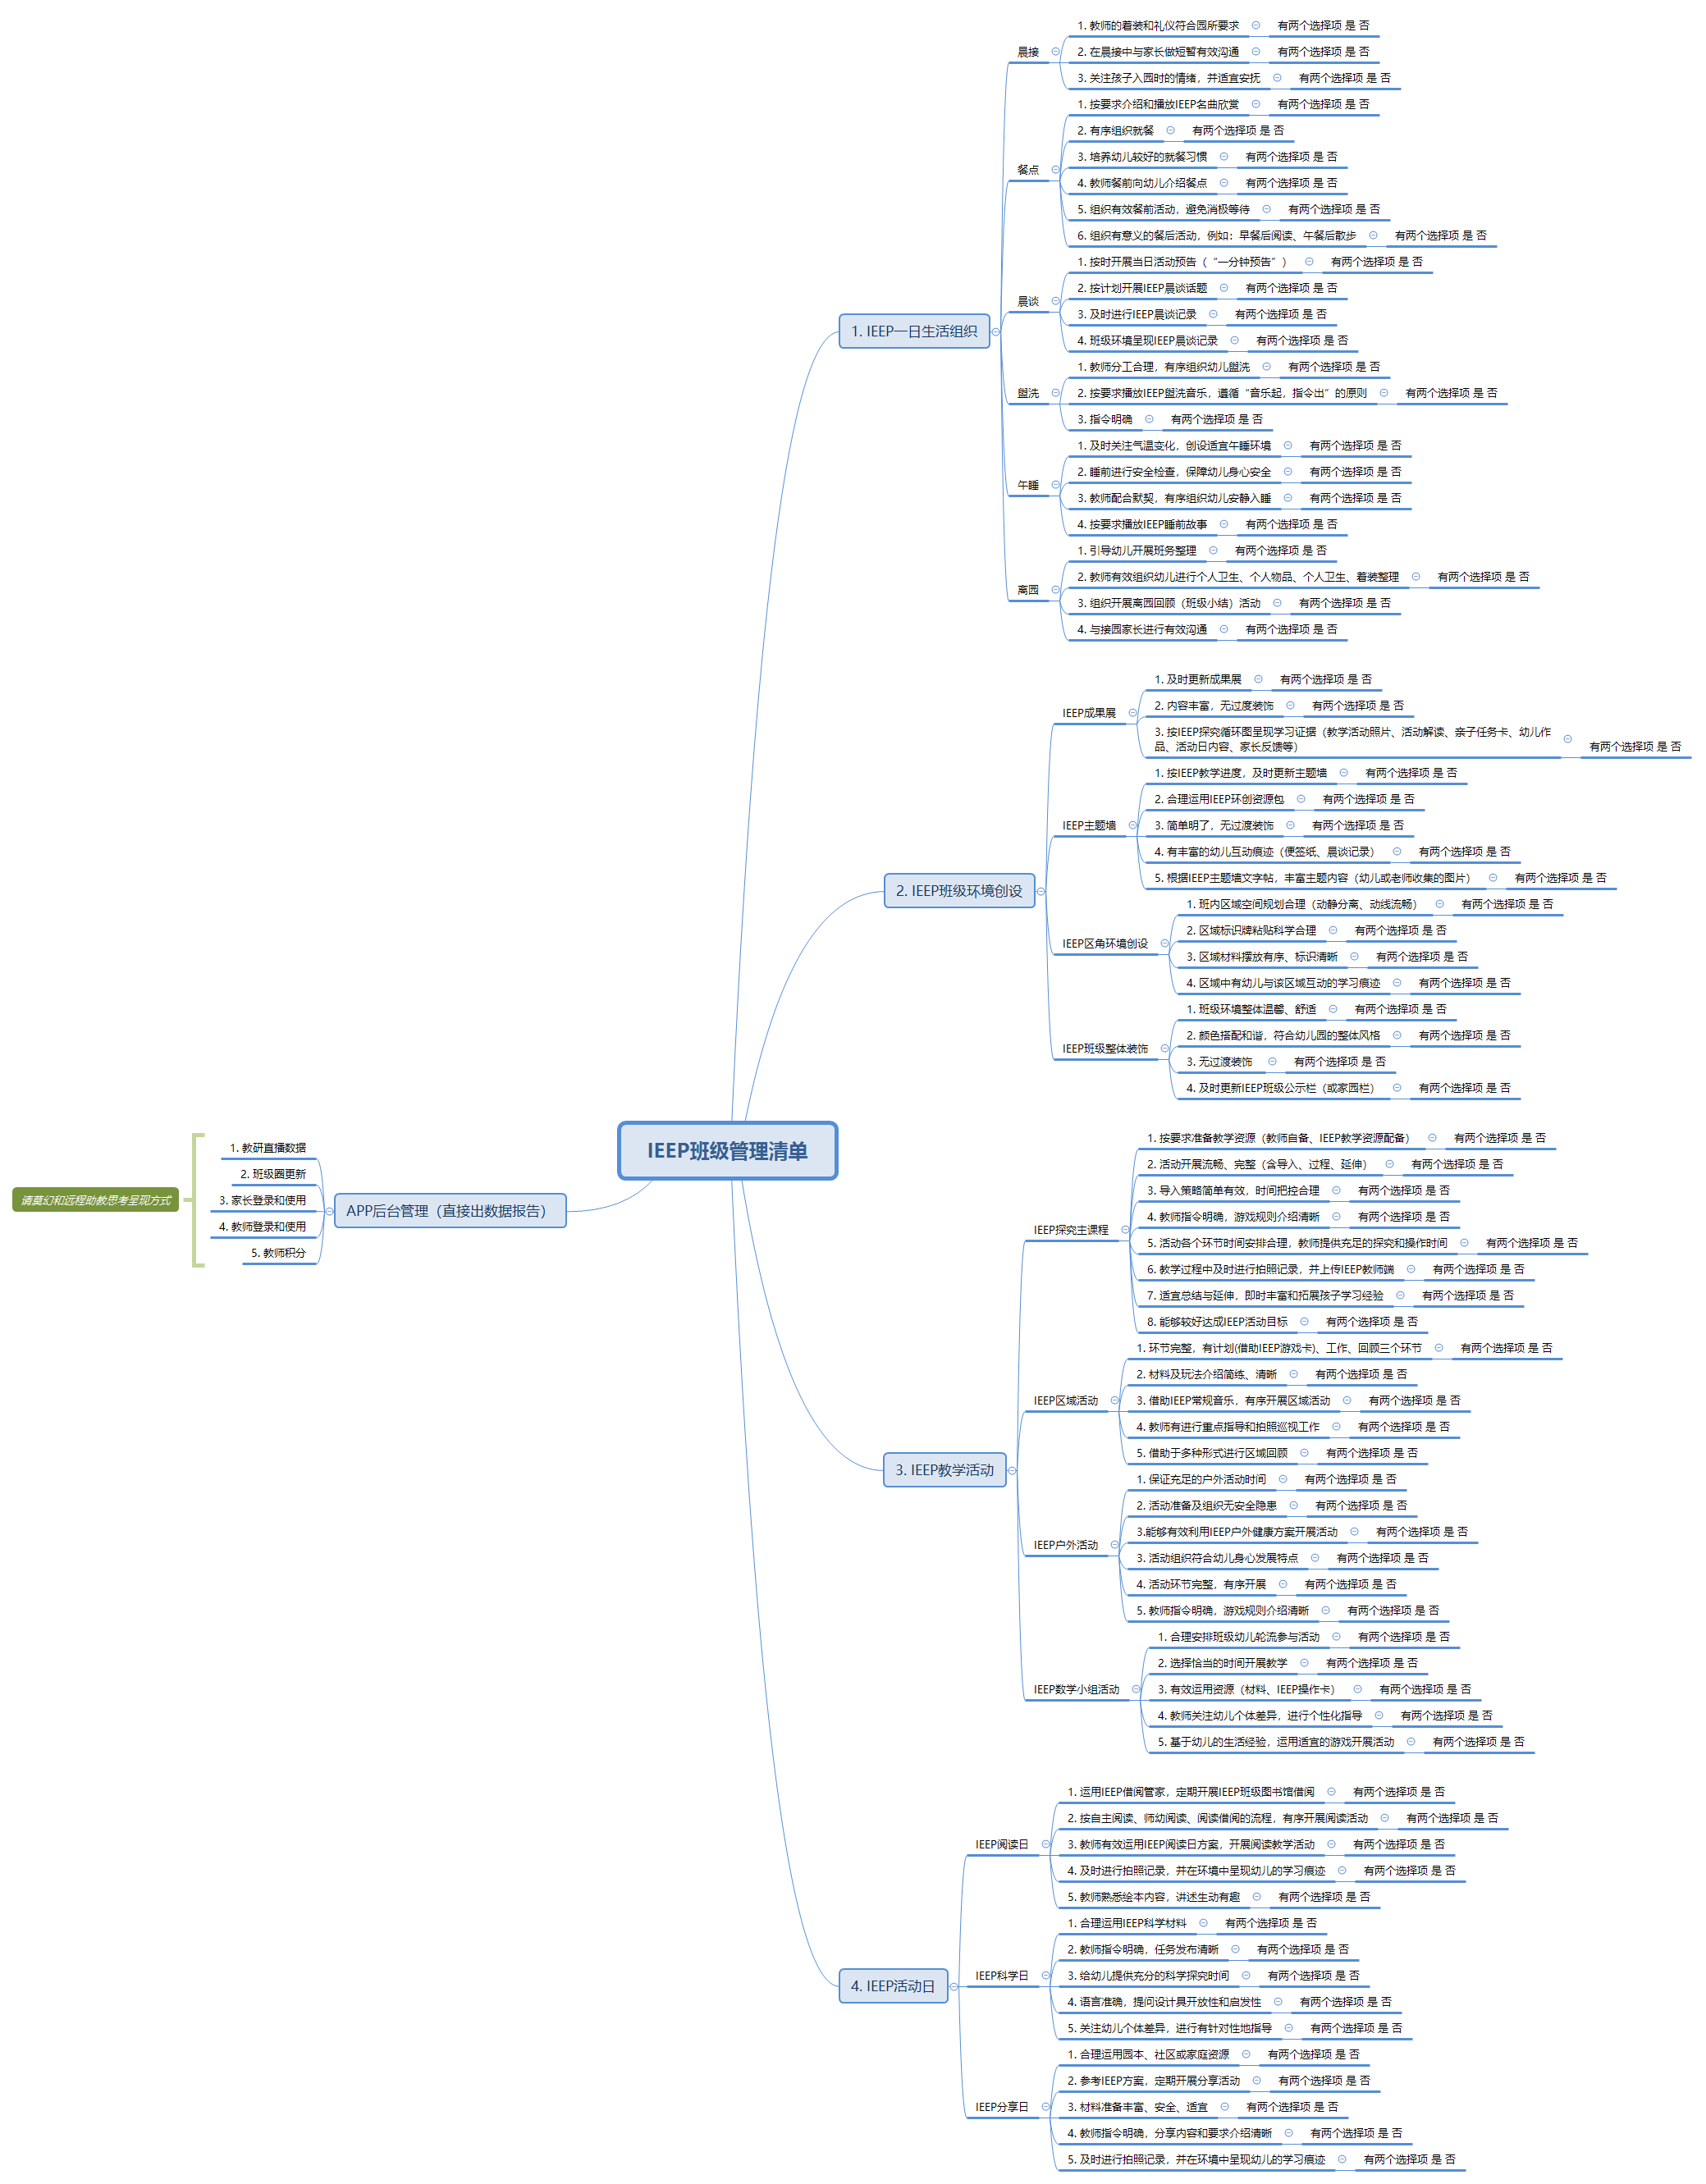 IEEP班级管理清单
1. IEEP一日生活组织
晨接
1. 教师的着装和礼仪符合园所要求 有两个选择项 是 否
2. 在晨接中与家长做短暂有效沟通 有两个选择项 是 否
3. 关注孩子入园时的情绪，并适宜安抚 有两个选择项 是 否
餐点
1. 按要求介绍和播放IEEP名曲欣赏 有两个选择项 是 否
2. 有序组织就餐 有两个选择项 是 否
3. 培养幼儿较好的就餐习惯 有两个选择项 是 否
4. 教师餐前向幼儿介绍餐点 有两个选择项 是 否
5. 组织有效餐前活动，避免消极等待 有两个选择项 是 否
6. 组织有意义的餐后活动，例如：早餐后阅读、午餐后散步 有两个选择项 是 否
晨谈
1. 按时开展当日活动预告（“一分钟预告”） 有两个选择项 是 否
2. 按计划开展IEEP晨谈话题 有两个选择项 是 否
3. 及时进行IEEP晨谈记录 有两个选择项 是 否
4. 班级环境呈现IEEP晨谈记录 有两个选择项 是 否
盥洗
1. 教师分工合理，有序组织幼儿盥洗 有两个选择项 是 否
2. 按要求播放IEEP盥洗音乐，遵循“音乐起，指令出”的原则 有两个选择项 是 否
3. 指令明确 有两个选择项 是 否
午睡
1. 及时关注气温变化，创设适宜午睡环境 有两个选择项 是 否
2. 睡前进行安全检查，保障幼儿身心安全 有两个选择项 是 否
3. 教师配合默契，有序组织幼儿安静入睡 有两个选择项 是 否
4. 按要求播放IEEP睡前故事 有两个选择项 是 否
离园
1. 引导幼儿开展班务整理 有两个选择项 是 否
2. 教师有效组织幼儿进行个人卫生、个人物品、个人卫生、着装整理 有两个选择项 是 否
3. 组织开展离园回顾（班级小结）活动 有两个选择项 是 否
4. 与接园家长进行有效沟通 有两个选择项 是 否
2. IEEP班级环境创设
IEEP成果展
1. 及时更新成果展 有两个选择项 是 否
2. 内容丰富，无过度装饰 有两个选择项 是 否
3. 按IEEP探究循环图呈现学习证据（教学活动照片、活动解读、亲子任务卡、幼儿作
品、活动日内容、家长反馈等） 有两个选择项 是 否
IEEP主题墙
1. 按IEEP教学进度，及时更新主题墙 有两个选择项 是 否
2. 合理运用IEEP环创资源包 有两个选择项 是 否
3. 简单明了，无过渡装饰 有两个选择项 是 否
4. 有丰富的幼儿互动痕迹（便签纸、晨谈记录） 有两个选择项 是 否
5. 根据IEEP主题墙文字帖，丰富主题内容（幼儿或老师收集的图片） 有两个选择项 是 否
IEEP区角环境创设
1. 班内区域空间规划合理（动静分离、动线流畅） 有两个选择项 是 否
2. 区域标识牌粘贴科学合理 有两个选择项 是 否
3. 区域材料摆放有序、标识清晰 有两个选择项 是 否
4. 区域中有幼儿与该区域互动的学习痕迹 有两个选择项 是 否
IEEP班级整体装饰
1. 班级环境整体温馨、舒适 有两个选择项 是 否
2. 颜色搭配和谐，符合幼儿园的整体风格 有两个选择项 是 否
3. 无过渡装饰 有两个选择项 是 否
4. 及时更新IEEP班级公示栏（或家园栏） 有两个选择项 是 否
3. IEEP教学活动
IEEP探究主课程
1. 按要求准备教学资源（教师自备、IEEP教学资源配备） 有两个选择项 是 否
2. 活动开展流畅、完整（含导入、过程、延伸） 有两个选择项 是 否
3. 导入策略简单有效，时间把控合理 有两个选择项 是 否
4. 教师指令明确，游戏规则介绍清晰 有两个选择项 是 否
5. 活动各个环节时间安排合理，教师提供充足的探究和操作时间 有两个选择项 是 否
6. 教学过程中及时进行拍照记录，并上传IEEP教师端 有两个选择项 是 否
7. 适宜总结与延伸，即时丰富和拓展孩子学习经验 有两个选择项 是 否
8. 能够较好达成IEEP活动目标 有两个选择项 是 否
IEEP区域活动
1. 环节完整，有计划(借助IEEP游戏卡)、工作、回顾三个环节 有两个选择项 是 否
2. 材料及玩法介绍简练、清晰 有两个选择项 是 否
3. 借助IEEP常规音乐，有序开展区域活动 有两个选择项 是 否
4. 教师有进行重点指导和拍照巡视工作 有两个选择项 是 否
5. 借助于多种形式进行区域回顾 有两个选择项 是 否
IEEP户外活动
1. 保证充足的户外活动时间 有两个选择项 是 否
2. 活动准备及组织无安全隐患 有两个选择项 是 否
3.能够有效利用IEEP户外健康方案开展活动 有两个选择项 是 否
3. 活动组织符合幼儿身心发展特点 有两个选择项 是 否
4. 活动环节完整，有序开展 有两个选择项 是 否
5. 教师指令明确，游戏规则介绍清晰 有两个选择项 是 否
IEEP数学小组活动
1. 合理安排班级幼儿轮流参与活动 有两个选择项 是 否
2. 选择恰当的时间开展教学 有两个选择项 是 否
3. 有效运用资源（材料、IEEP操作卡） 有两个选择项 是 否
4. 教师关注幼儿个体差异，进行个性化指导 有两个选择项 是 否
5. 基于幼儿的生活经验，运用适宜的游戏开展活动 有两个选择项 是 否
4. IEEP活动日
IEEP阅读日
1. 运用IEEP借阅管家，定期开展IEEP班级图书馆借阅 有两个选择项 是 否
2. 按自主阅读、师幼阅读、阅读借阅的流程，有序开展阅读活动 有两个选择项 是 否
3. 教师有效运用IEEP阅读日方案，开展阅读教学活动 有两个选择项 是 否
4. 及时进行拍照记录，并在环境中呈现幼儿的学习痕迹 有两个选择项 是 否
5. 教师熟悉绘本内容，讲述生动有趣 有两个选择项 是 否
IEEP科学日
1. 合理运用IEEP科学材料 有两个选择项 是 否
2. 教师指令明确，任务发布清晰 有两个选择项 是 否
3. 给幼儿提供充分的科学探究时间 有两个选择项 是 否
4. 语言准确，提问设计具开放性和启发性 有两个选择项 是 否
5. 关注幼儿个体差异，进行有针对性地指导 有两个选择项 是 否
IEEP分享日
1. 合理运用园本、社区或家庭资源 有两个选择项 是 否
2. 参考IEEP方案，定期开展分享活动 有两个选择项 是 否
3. 材料准备丰富、安全、适宜 有两个选择项 是 否
4. 教师指令明确，分享内容和要求介绍清晰 有两个选择项 是 否
5. 及时进行拍照记录，并在环境中呈现幼儿的学习痕迹 有两个选择项 是 否
APP后台管理（直接出数据报告）
1. 教研直播数据
2. 班级圈更新
3. 家长登录和使用
4. 教师登录和使用
5. 教师积分
请莫幻和远程助教思考呈现方式